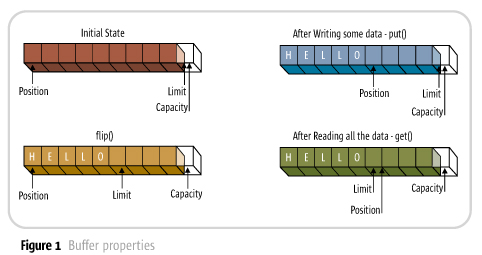 Initial State
Position
Limit
Capacity
After Writing some data - put()
H E L L O
Position
Limit
Capacity
flip()
H E L L O
Position
Limit
Capacity
After Reading all the data - get()
H E L L O
Limit
Capacity
Position
Figure 1 Buffer properties